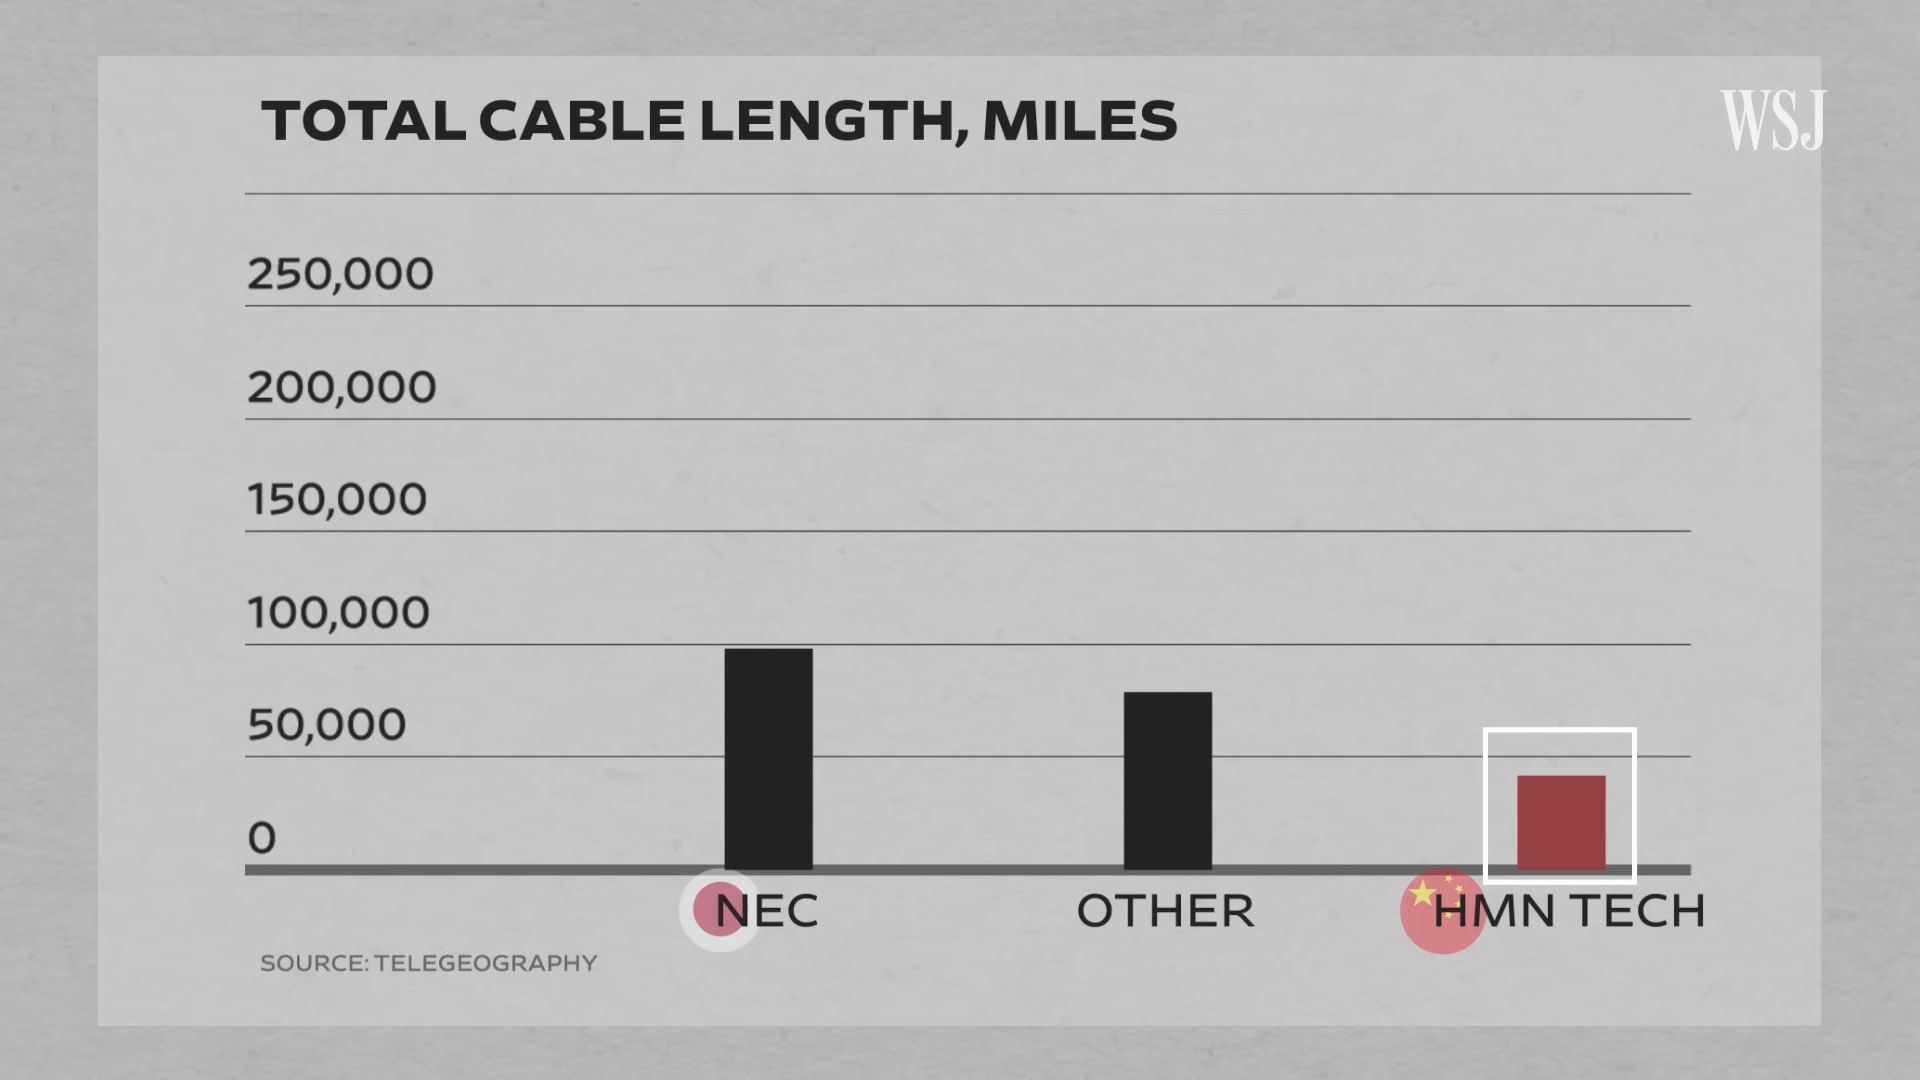 TOTAL CABLE LENGTH, MILES
WSJ
250,000
200,000
150,000
100,000
50,000
0
NEC
OTHER
HMN TECH
SOURCE: TELEGEOGRAPHY